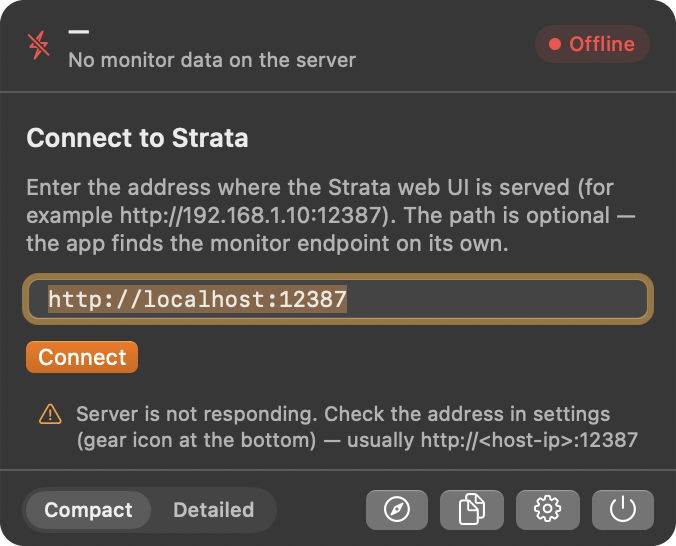 —
No monitor data on the server
Offline
Connect to Strata
Enter the address where the Strata web UI is served (for
example http://192.168.1.10:12387). The path is optional —
the app finds the monitor endpoint on its own.
http://localhost:12387
Connect
Server is not responding. Check the address in settings
(gear icon at the bottom) — usually http://<host-ip>:12387
Compact
Detailed